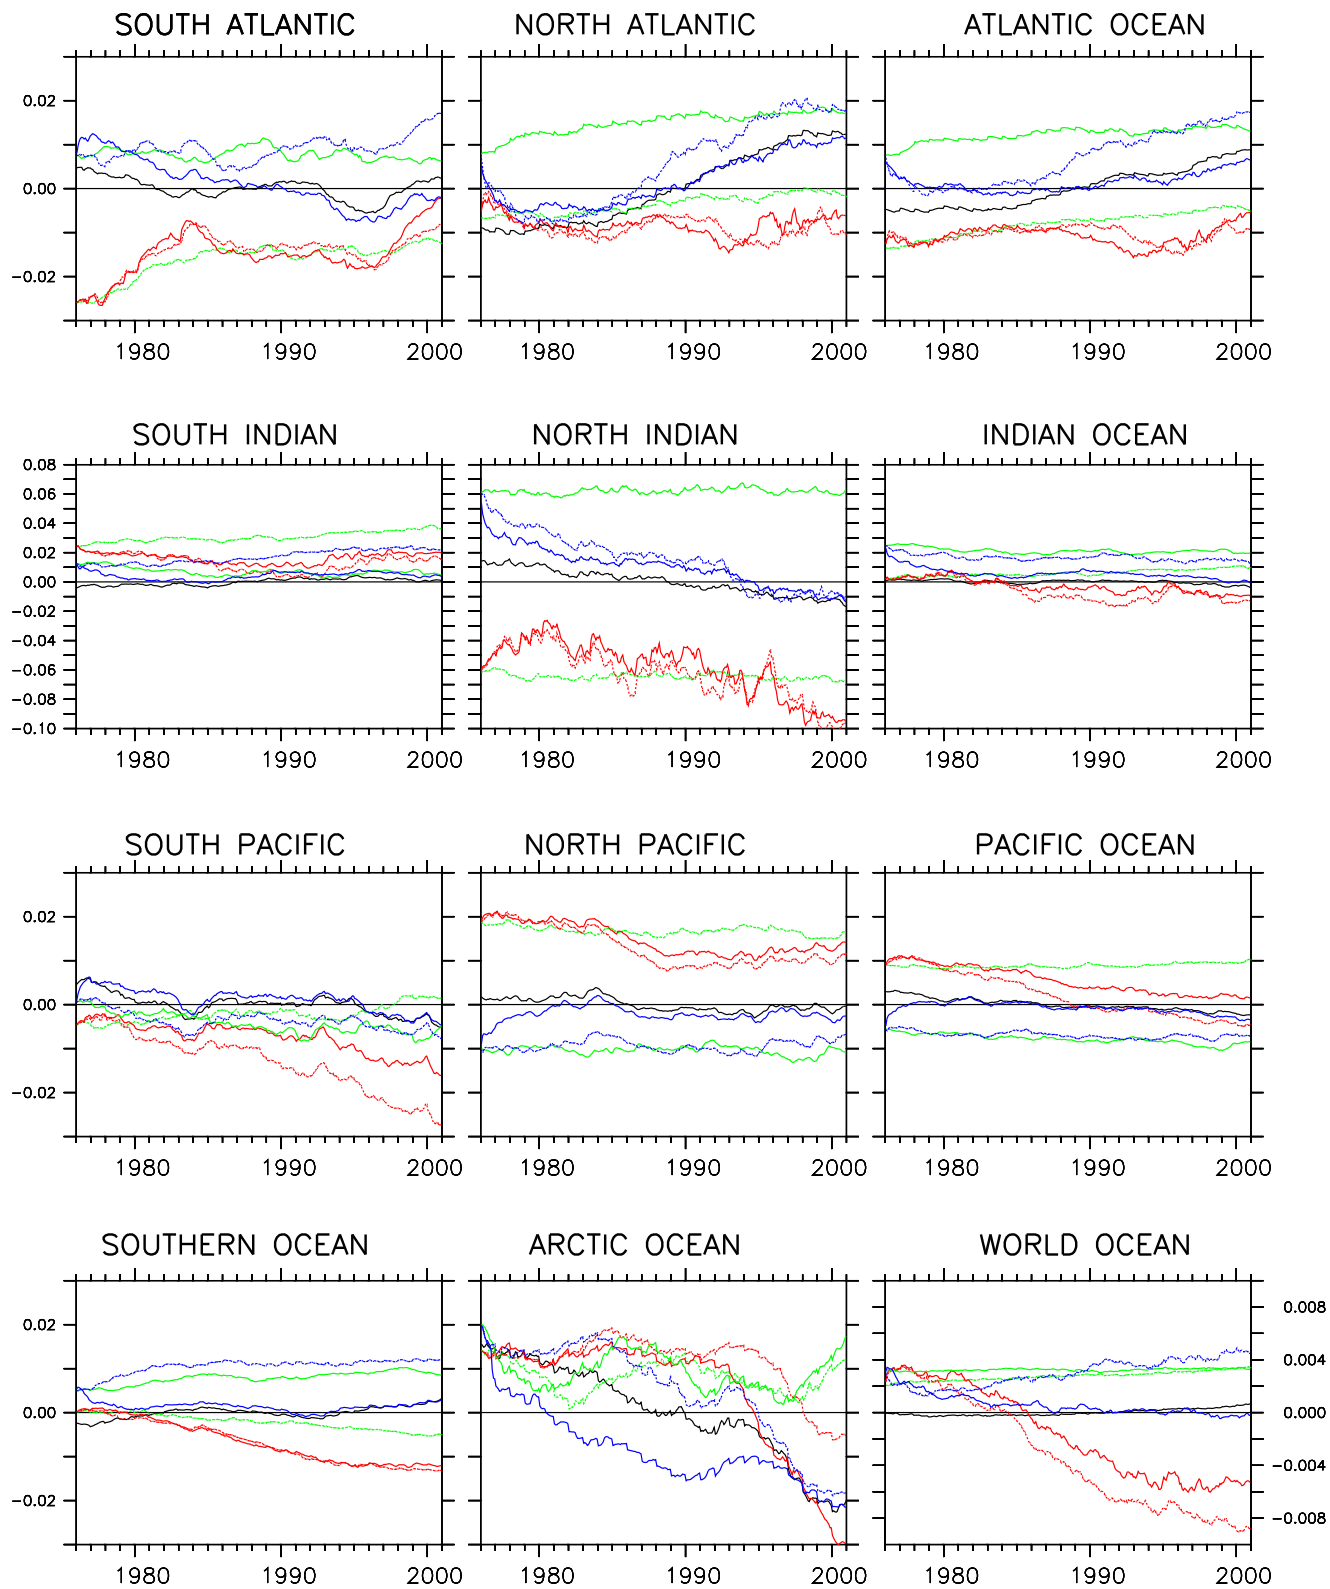 SOUTH ATLANTIC NORTH ATLANTIC ATLANTIC OCEAN
0.02
0.00
−0.02
1980 1990 2000 1980 1990 2000 1980 1990 2000
SOUTH INDIAN NORTH INDIAN INDIAN OCEAN
0.08
0.06
0.04
0.02
0.00
−0.02
−0.04
−0.06
−0.08
−0.10
1980 1990 2000 1980 1990 2000 1980 1990 2000
SOUTH PACIFIC NORTH PACIFIC PACIFIC OCEAN
0.02
0.00
−0.02
1980 1990 2000 1980 1990 2000 1980 1990 2000
SOUTHERN OCEAN ARCTIC OCEAN WORLD OCEAN
0.008
0.02
0.004
0.00 0.000
−0.004
−0.02
−0.008
1980 1990 2000 1980 1990 2000 1980 1990 2000